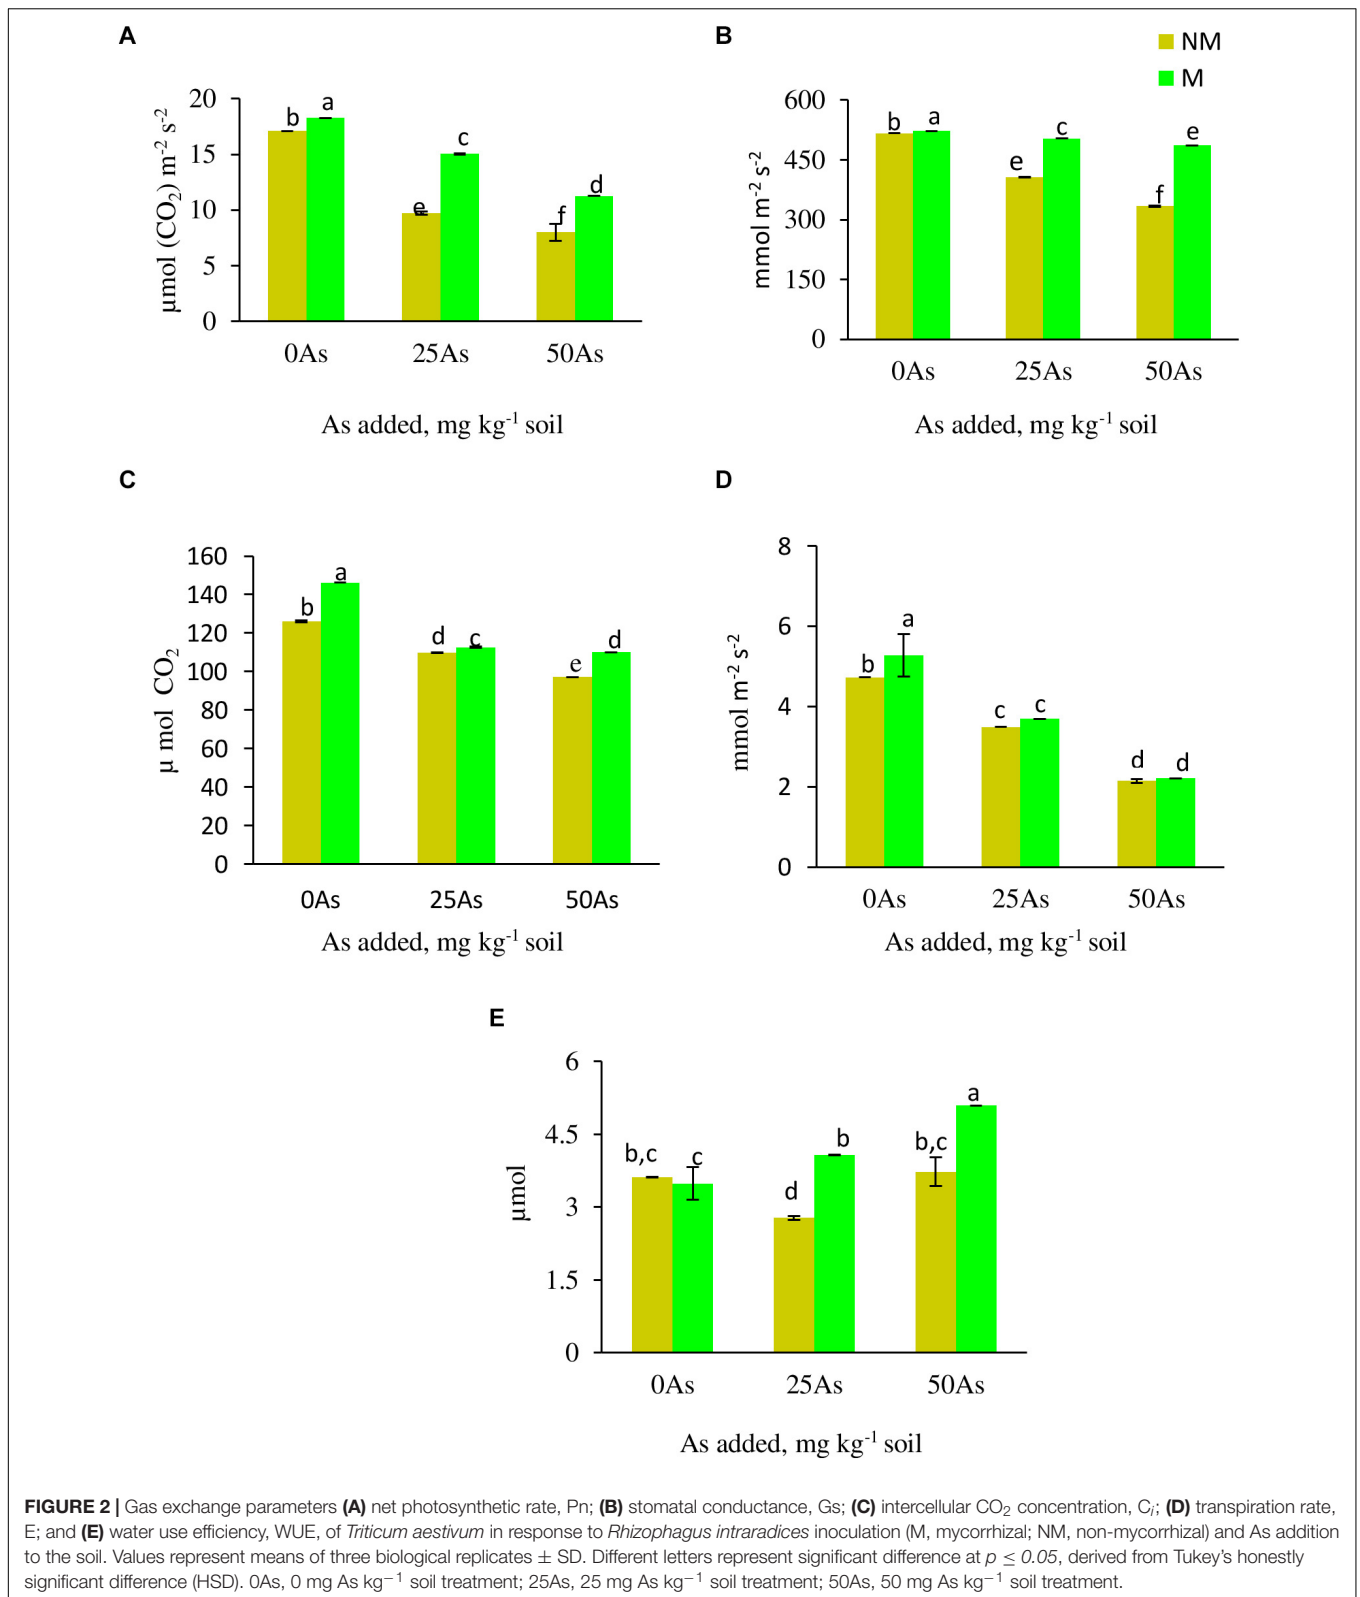 A
20
15
10
5
0
µmol (CO₂) m⁻² s⁻²
b
a
e
c
f
d
0As 25As 50As
As added, mg kg⁻¹ soil
B
NM
M
600
450
300
150
0
mmol m⁻² s⁻²
b
a
e
c
f
e
0As 25As 50As
As added, mg kg⁻¹ soil
C
160
140
120
100
80
60
40
20
0
µ mol CO₂
b
a
d
c
e
d
0As 25As 50As
As added, mg kg⁻¹ soil
D
8
6
4
2
0
mmol m⁻² s⁻²
b
a
c
c
d
d
0As 25As 50As
As added, mg kg⁻¹ soil
E
6
4.5
3
1.5
0
µmol
b,c
c
d
b
b,c
a
0As 25As 50As
As added, mg kg⁻¹ soil
FIGURE 2 | Gas exchange parameters (A) net photosynthetic rate, Pn; (B) stomatal conductance, Gs; (C) intercellular CO₂ concentration, Cᵢ; (D) transpiration rate,
E; and (E) water use efficiency, WUE, of Triticum aestivum in response to Rhizophagus intraradices inoculation (M, mycorrhizal; NM, non-mycorrhizal) and As addition
to the soil. Values represent means of three biological replicates ± SD. Different letters represent significant difference at p ≤ 0.05, derived from Tukey's honestly
significant difference (HSD). 0As, 0 mg As kg⁻¹ soil treatment; 25As, 25 mg As kg⁻¹ soil treatment; 50As, 50 mg As kg⁻¹ soil treatment.